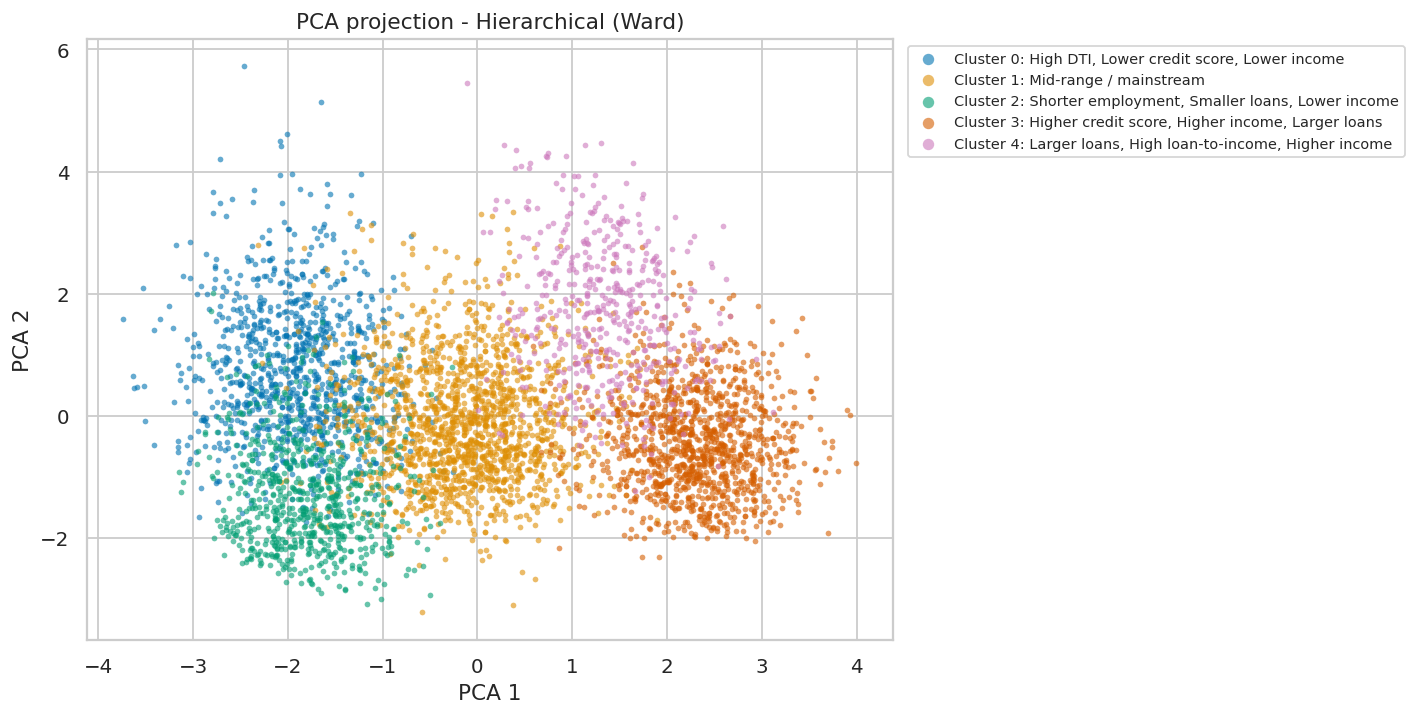 PCA projection - Hierarchical (Ward)
Cluster 0: High DTI, Lower credit score, Lower income
Cluster 1: Mid-range / mainstream
Cluster 2: Shorter employment, Smaller loans, Lower income
Cluster 3: Higher credit score, Higher income, Larger loans
Cluster 4: Larger loans, High loan-to-income, Higher income
PCA 2
6
4
2
0
−2
−4 −3 −2 −1 0 1 2 3 4
PCA 1